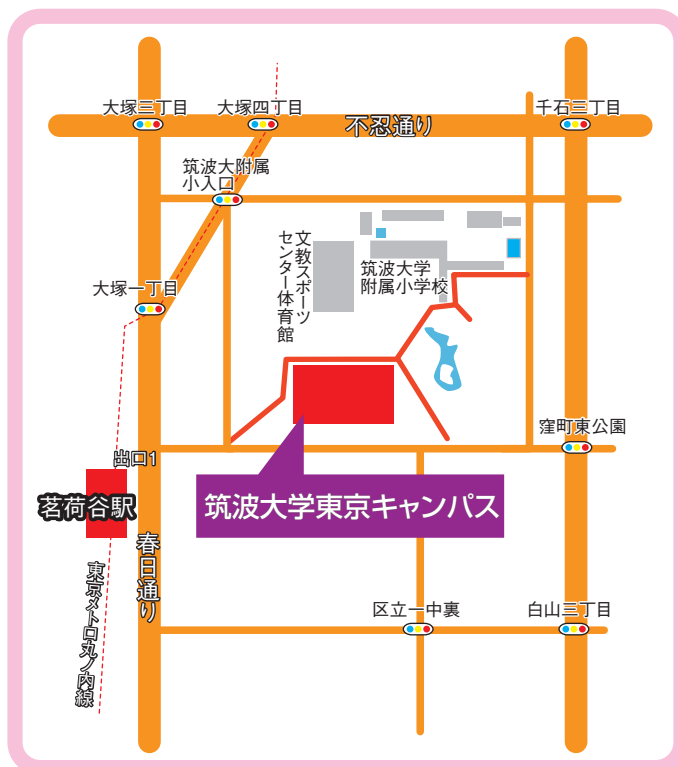 大塚三丁目
大塚四丁目
千石三丁目
不忍通り
筑波大附属
小入口
文教スポーツ
センター体育館
筑波大学
附属小学校
大塚一丁目
窪町東公園
出口1
茗荷谷駅
筑波大学東京キャンパス
春日通り
東京メトロ丸ノ内線
区立一中裏
白山三丁目